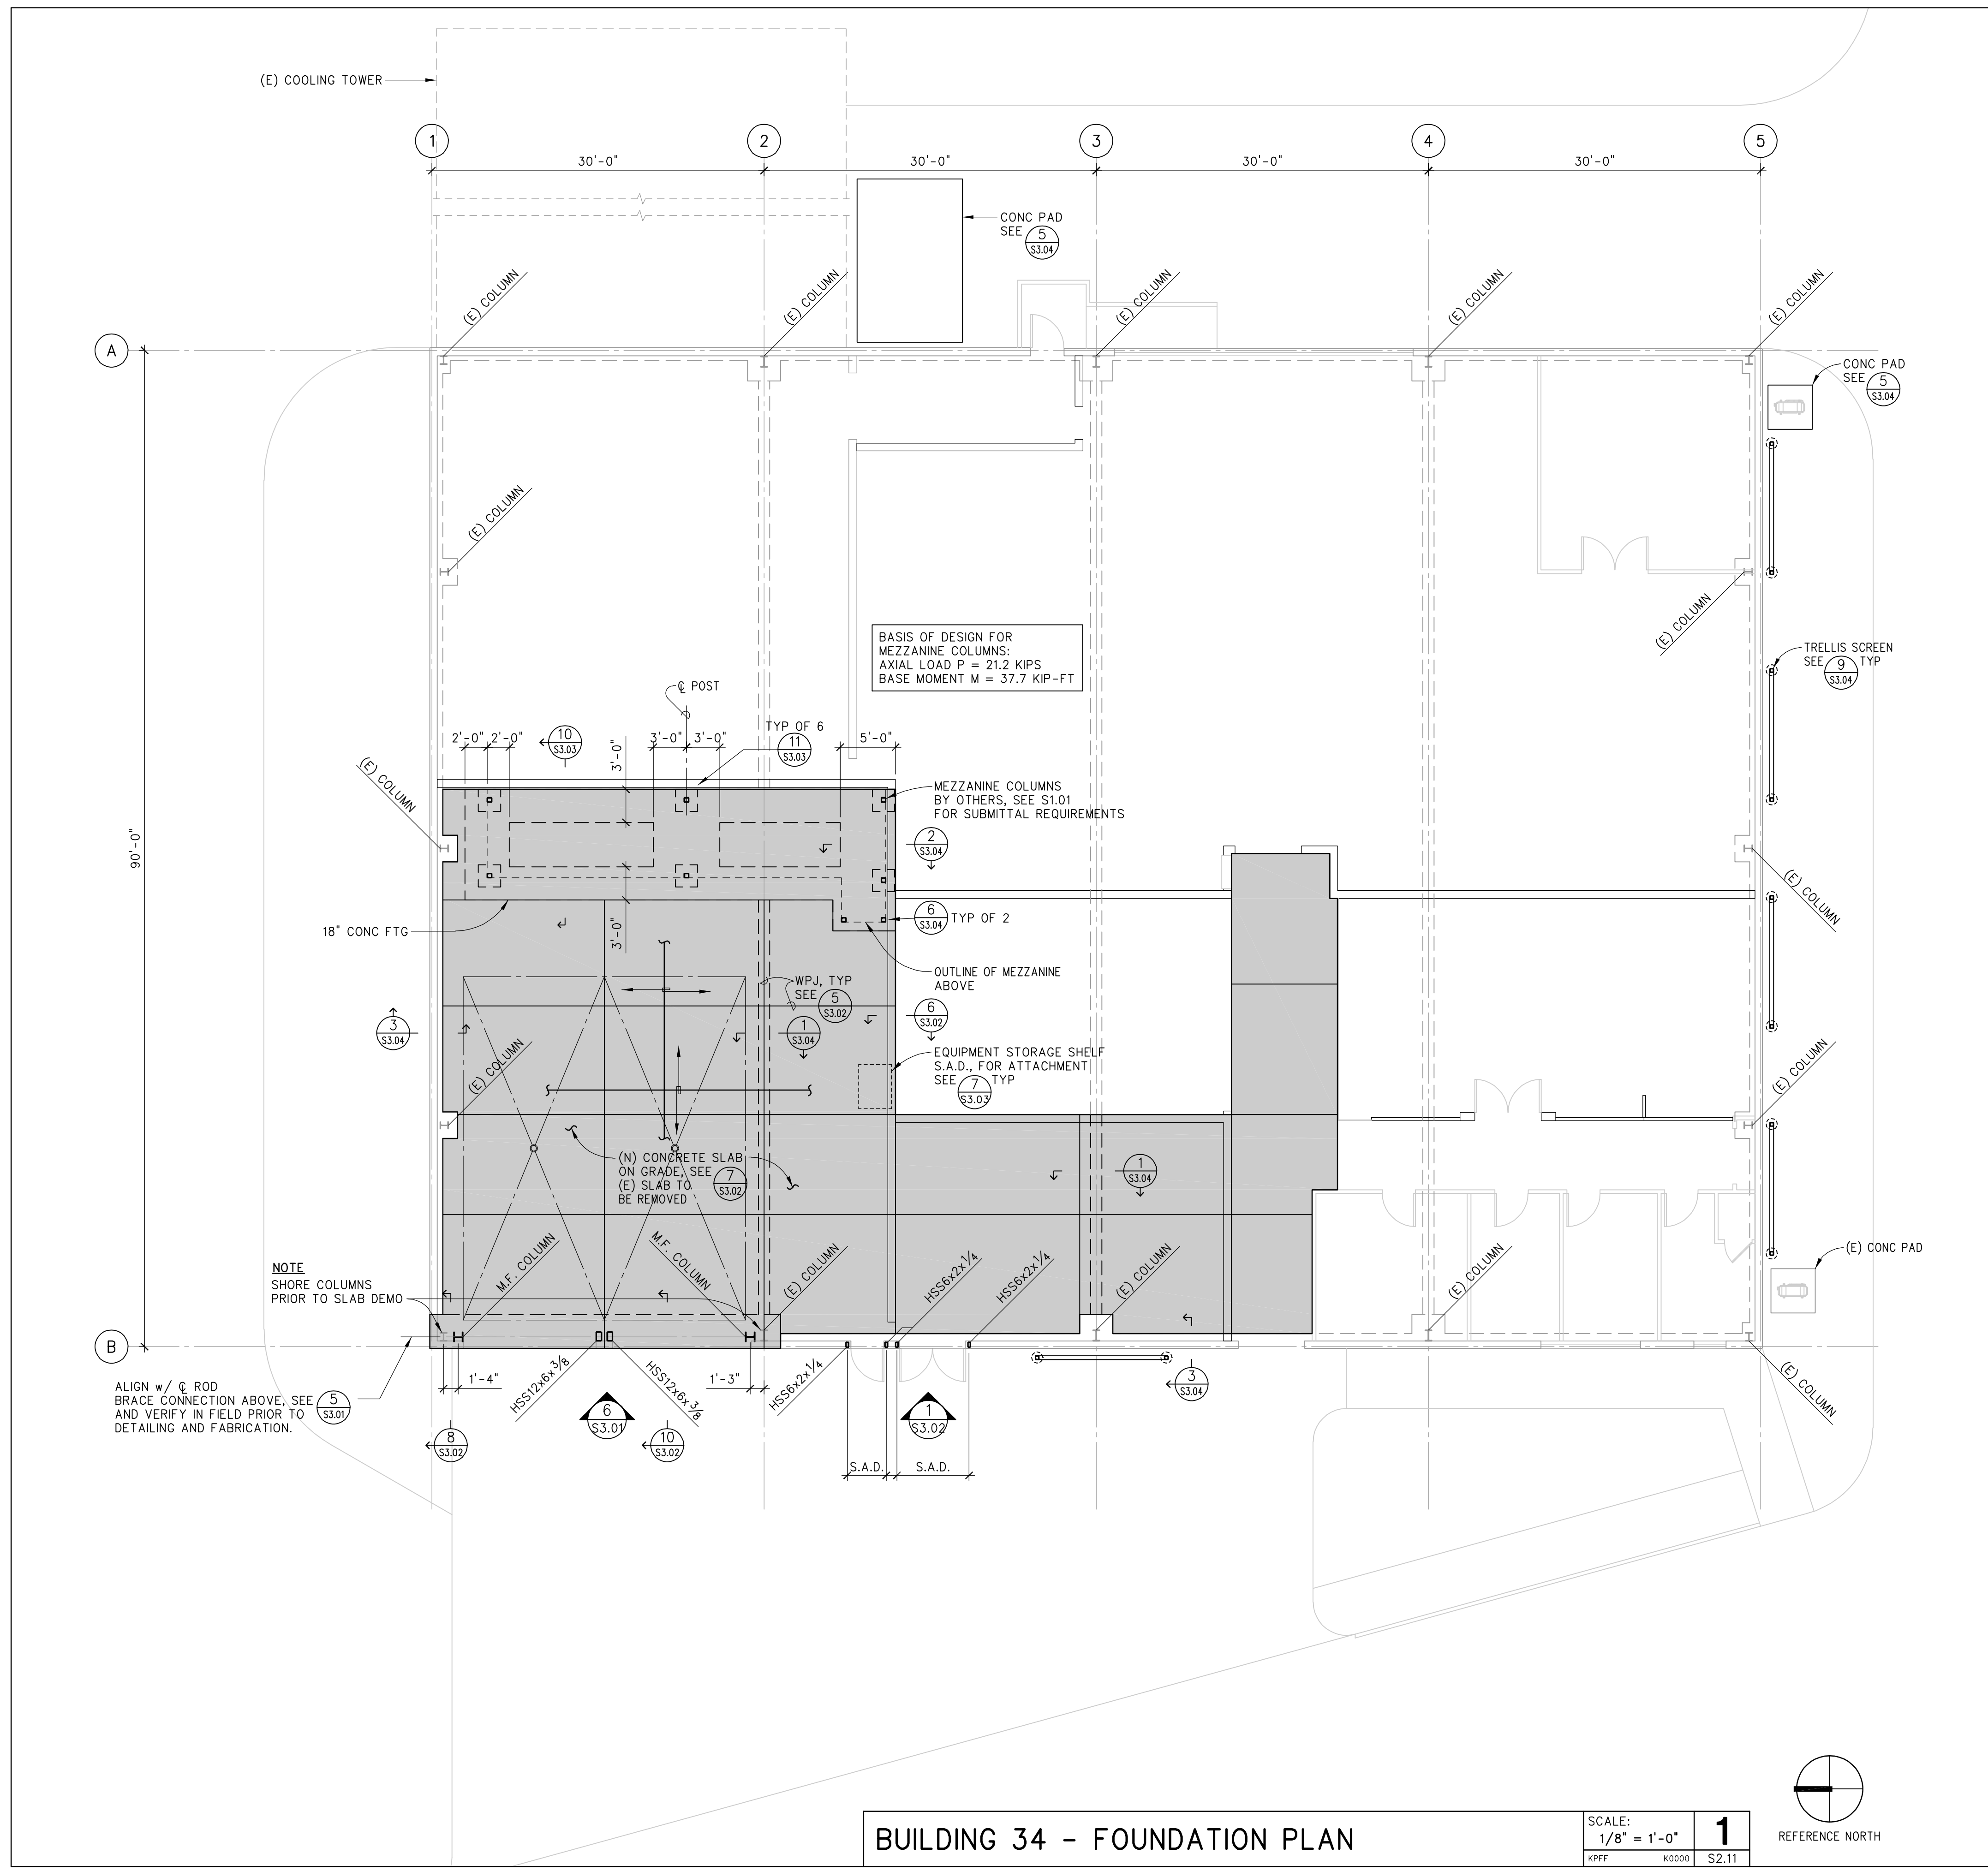 (E) COOLING TOWER
1
2
3
4
5
30'-0"
30'-0"
30'-0"
30'-0"
CONC PAD
SEE 5
S3.04
(E) COLUMN
(E) COLUMN
(E) COLUMN
(E) COLUMN
(E) COLUMN
A
CONC PAD
SEE 5
S3.04
(E) COLUMN
(E) COLUMN
BASIS OF DESIGN FOR
MEZZANINE COLUMNS:
AXIAL LOAD P = 21.2 KIPS
BASE MOMENT M = 37.7 KIP-FT
TRELLIS SCREEN
SEE 9 TYP
S3.04
℄ POST
TYP OF 6
11
S3.03
2'-0"
2'-0"
10
S3.03
3'-0"
3'-0"
3'-0"
5'-0"
(E) COLUMN
MEZZANINE COLUMNS
BY OTHERS, SEE S1.01
FOR SUBMITTAL REQUIREMENTS
2
S3.04
90'-0"
(E) COLUMN
18" CONC FTG
3'-0"
6
S3.04
TYP OF 2
OUTLINE OF MEZZANINE
ABOVE
WPJ, TYP
SEE 5
S3.02
3
S3.04
1
S3.04
6
S3.02
(E) COLUMN
EQUIPMENT STORAGE SHELF
S.A.D., FOR ATTACHMENT
SEE 7 TYP
S3.03
(E) COLUMN
(N) CONCRETE SLAB
ON GRADE, SEE 7
S3.02
(E) SLAB TO
BE REMOVED
1
S3.04
M.F. COLUMN
M.F. COLUMN
(E) COLUMN
HSS6x2x1/4
HSS6x2x1/4
(E) COLUMN
(E) COLUMN
(E) CONC PAD
NOTE
SHORE COLUMNS
PRIOR TO SLAB DEMO
B
ALIGN w/ ℄ ROD
BRACE CONNECTION ABOVE, SEE 5
S3.01
AND VERIFY IN FIELD PRIOR TO
DETAILING AND FABRICATION.
1'-4"
HSS12x6x3/8
HSS12x6x3/8
1'-3"
HSS6x2x1/4
3
S3.04
(E) COLUMN
8
S3.02
6
S3.01
10
S3.02
1
S3.02
S.A.D.
S.A.D.
BUILDING 34 - FOUNDATION PLAN
SCALE:
1/8" = 1'-0"
KPFF K0000
1
S2.11
REFERENCE NORTH